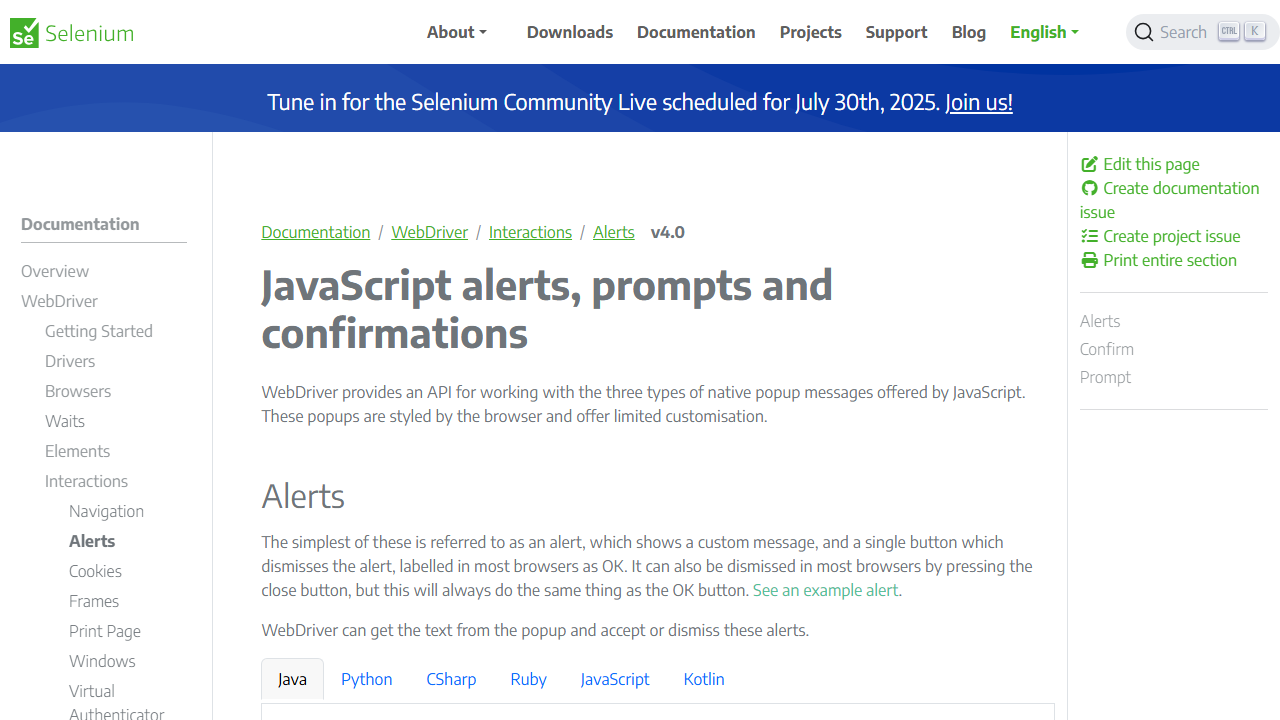 Se Selenium
About
Downloads
Documentation
Projects
Support
Blog
English
Search CTRL K
Tune in for the Selenium Community Live scheduled for July 30th, 2025. Join us!
Documentation
Overview
WebDriver
Getting Started
Drivers
Browsers
Waits
Elements
Interactions
Navigation
Alerts
Cookies
Frames
Print Page
Windows
Virtual
Authenticator
Documentation / WebDriver / Interactions / Alerts v4.0
JavaScript alerts, prompts and
confirmations
WebDriver provides an API for working with the three types of native popup messages offered by JavaScript.
These popups are styled by the browser and offer limited customisation.
Alerts
The simplest of these is referred to as an alert, which shows a custom message, and a single button which
dismisses the alert, labelled in most browsers as OK. It can also be dismissed in most browsers by pressing the
close button, but this will always do the same thing as the OK button. See an example alert.
WebDriver can get the text from the popup and accept or dismiss these alerts.
Java Python CSharp Ruby JavaScript Kotlin
Edit this page
Create documentation
issue
Create project issue
Print entire section
Alerts
Confirm
Prompt